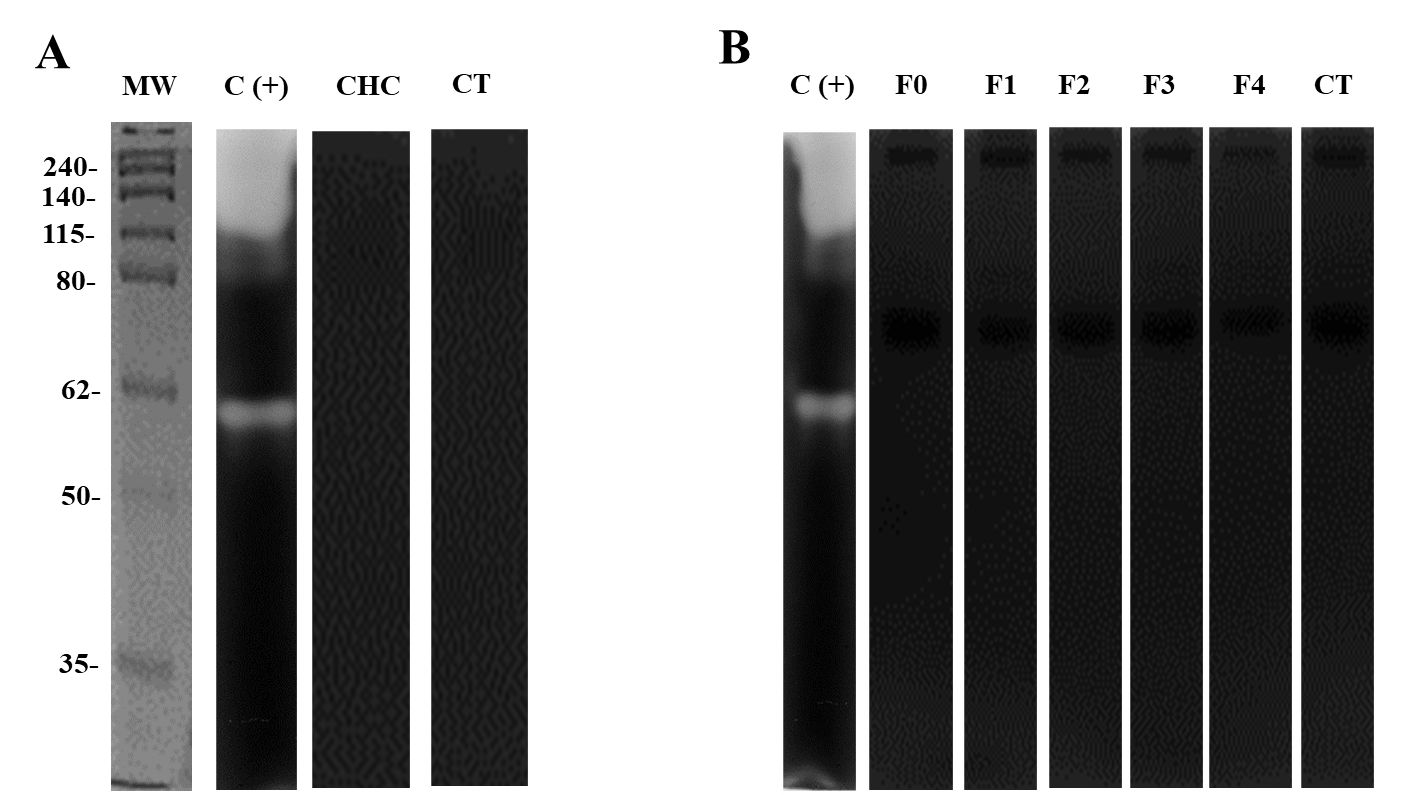 A
B
MW C (+) CHC CT
C (+) F0 F1 F2 F3 F4 CT
240-
140-
115-
80-
62-
50-
35-